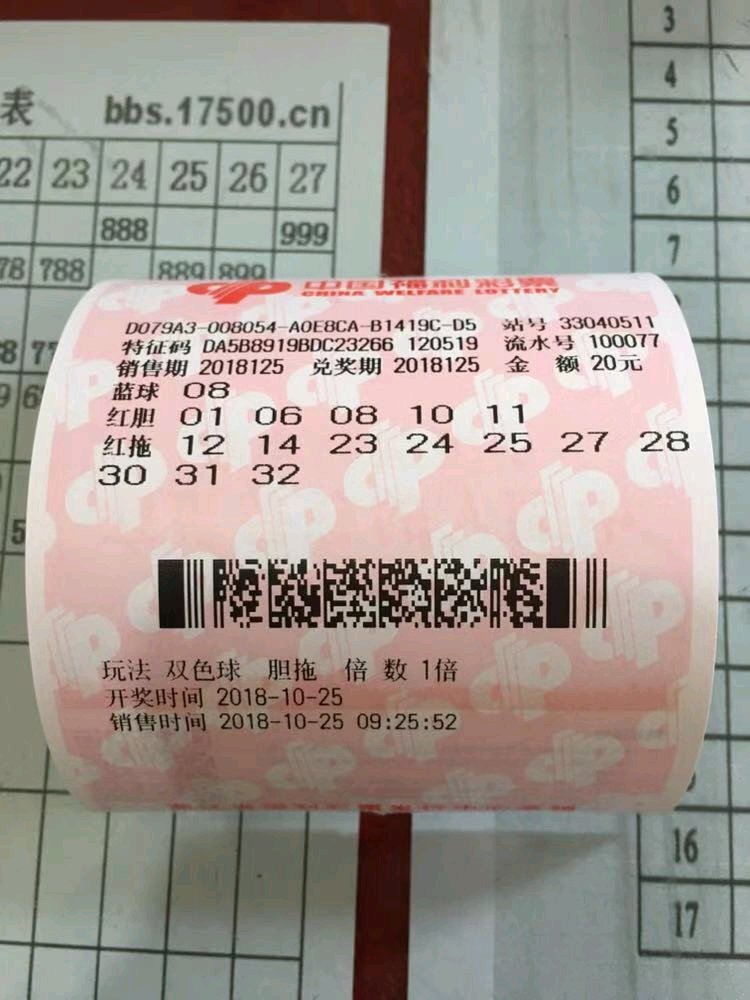 表 bbs.17500.cn
22 23 24 25 26 27
888 999
78 788 889 899
3
4
5
6
7
中国福利彩票
CHINA WELFARE LOTTERY
D079A3-008054-A0E8CA-B1419C-D5 站号 33040511
特征码 DA5B8919BDC23266 120519 流水号 100077
销售期 2018125 兑奖期 2018125 金 额 20元
蓝球 08
红胆 01 06 08 10 11
红拖 12 14 23 24 25 27 28
30 31 32
玩法 双色球 胆拖 倍 数 1倍
开奖时间 2018-10-25
销售时间 2018-10-25 09:25:52
16
17